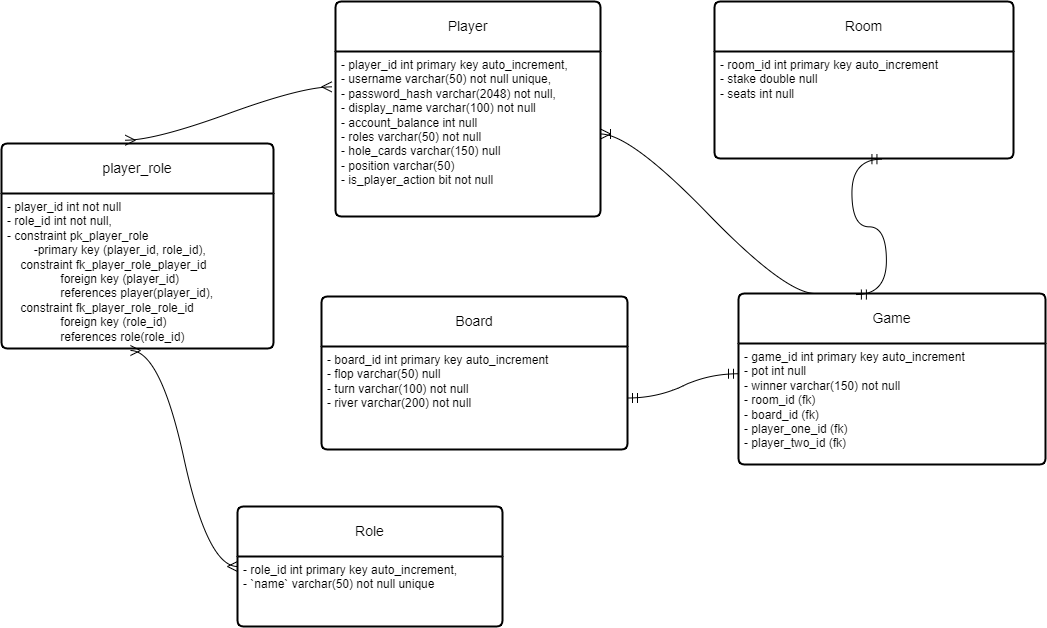 Player
- player_id int primary key auto_increment,
- username varchar(50) not null unique,
- password_hash varchar(2048) not null,
- display_name varchar(100) not null
- account_balance int null
- roles varchar(50) not null
- hole_cards varchar(150) null
- position varchar(50)
- is_player_action bit not null
Room
- room_id int primary key auto_increment
- stake double null
- seats int null
player_role
- player_id int not null
- role_id int not null,
- constraint pk_player_role
-primary key (player_id, role_id),
constraint fk_player_role_player_id
foreign key (player_id)
references player(player_id),
constraint fk_player_role_role_id
foreign key (role_id)
references role(role_id)
Board
- board_id int primary key auto_increment
- flop varchar(50) null
- turn varchar(100) not null
- river varchar(200) not null
Game
- game_id int primary key auto_increment
- pot int null
- winner varchar(150) not null
- room_id (fk)
- board_id (fk)
- player_one_id (fk)
- player_two_id (fk)
Role
- role_id int primary key auto_increment,
- `name` varchar(50) not null unique